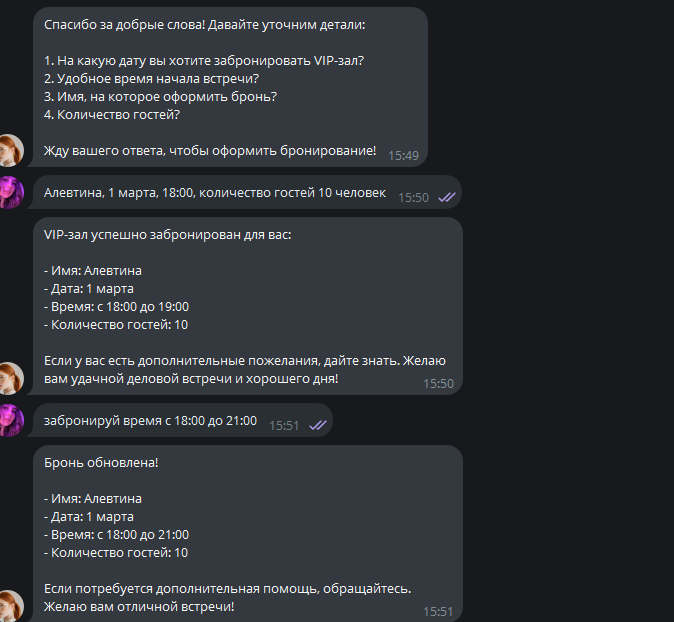 Спасибо за добрые слова! Давайте уточним детали:
1. На какую дату вы хотите забронировать VIP-зал?
2. Удобное время начала встречи?
3. Имя, на которое оформить бронь?
4. Количество гостей?
Жду вашего ответа, чтобы оформить бронирование!
15:49
Алевтина, 1 марта, 18:00, количество гостей 10 человек
15:50
VIP-зал успешно забронирован для вас:
- Имя: Алевтина
- Дата: 1 марта
- Время: с 18:00 до 19:00
- Количество гостей: 10
Если у вас есть дополнительные пожелания, дайте знать. Желаю
вам удачной деловой встречи и хорошего дня!
15:50
забронируй время с 18:00 до 21:00
15:51
Бронь обновлена!
- Имя: Алевтина
- Дата: 1 марта
- Время: с 18:00 до 21:00
- Количество гостей: 10
Если потребуется дополнительная помощь, обращайтесь.
Желаю вам отличной встречи!
15:51